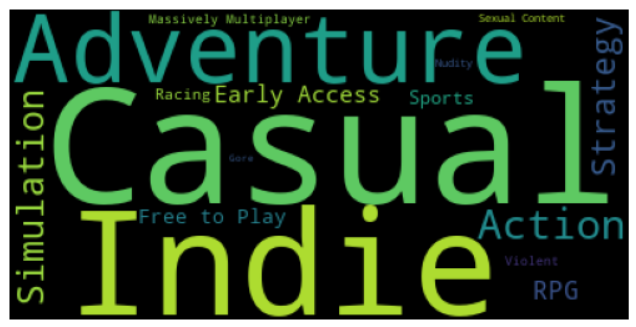 Massively Multiplayer
Sexual Content
Adventure
Nudity
Strategy
Racing
Early Access
Sports
Simulation
Casual
Gore
Free to Play
Action
Indie
Violent
RPG